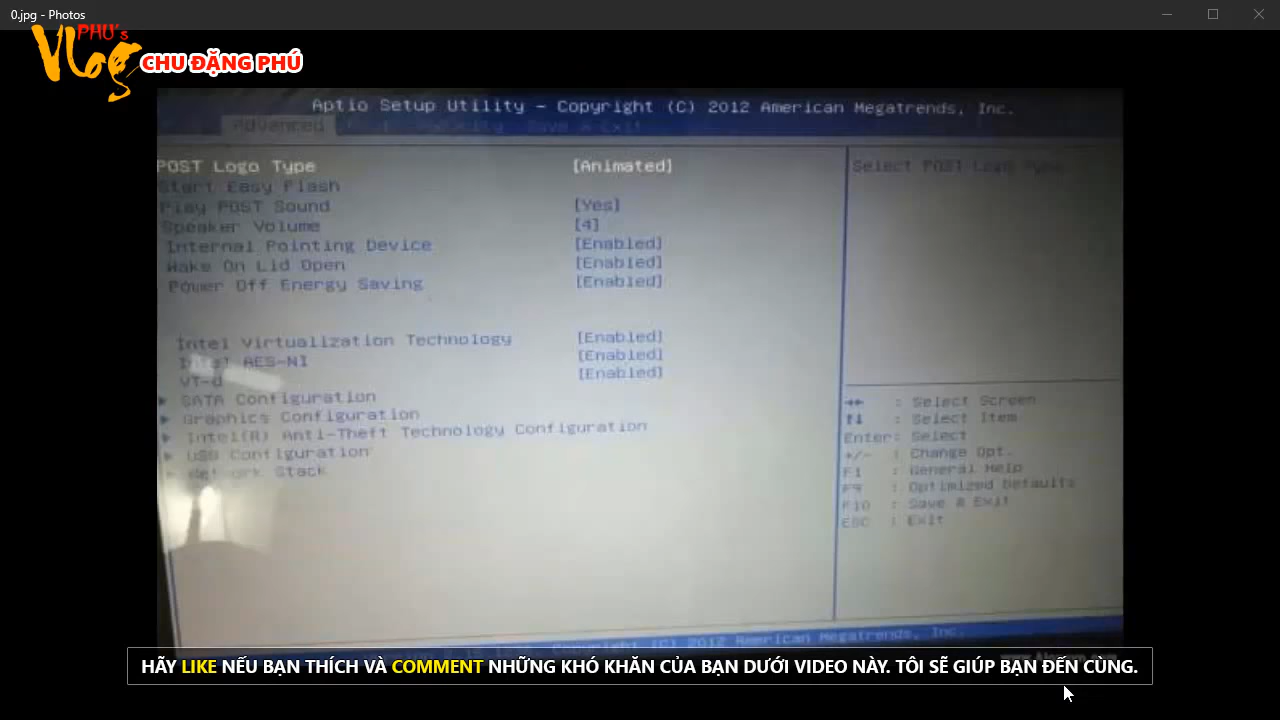 0.jpg - Photos
PHU's
Vlog
CHU ĐẶNG PHÚ
Aptio Setup Utility - Copyright (C) 2012 American Megatrends, Inc.
Advanced Save & Exit
POST Logo Type [Animated] Select POST Logo Type
Start Easy Flash
Play POST Sound [Yes]
Speaker Volume [4]
Internal Pointing Device [Enabled]
Wake On Lid Open [Enabled]
Power Off Energy Saving [Enabled]
Intel Virtualization Technology [Enabled]
Intel AES-NI [Enabled]
VT-d [Enabled]
SATA Configuration
Graphics Configuration
Intel(R) Anti-Theft Technology Configuration
USB Configuration
Network Stack
→← : Select Screen
↑↓ : Select Item
Enter: Select
+/- : Change Opt.
F1 : General Help
F9 : Optimized Defaults
F10 : Save & Exit
ESC : Exit
Copyright (C) 2012 American Megatrends, Inc.
HÃY LIKE NẾU BẠN THÍCH VÀ COMMENT NHỮNG KHÓ KHĂN CỦA BẠN DƯỚI VIDEO NÀY. TÔI SẼ GIÚP BẠN ĐẾN CÙNG.